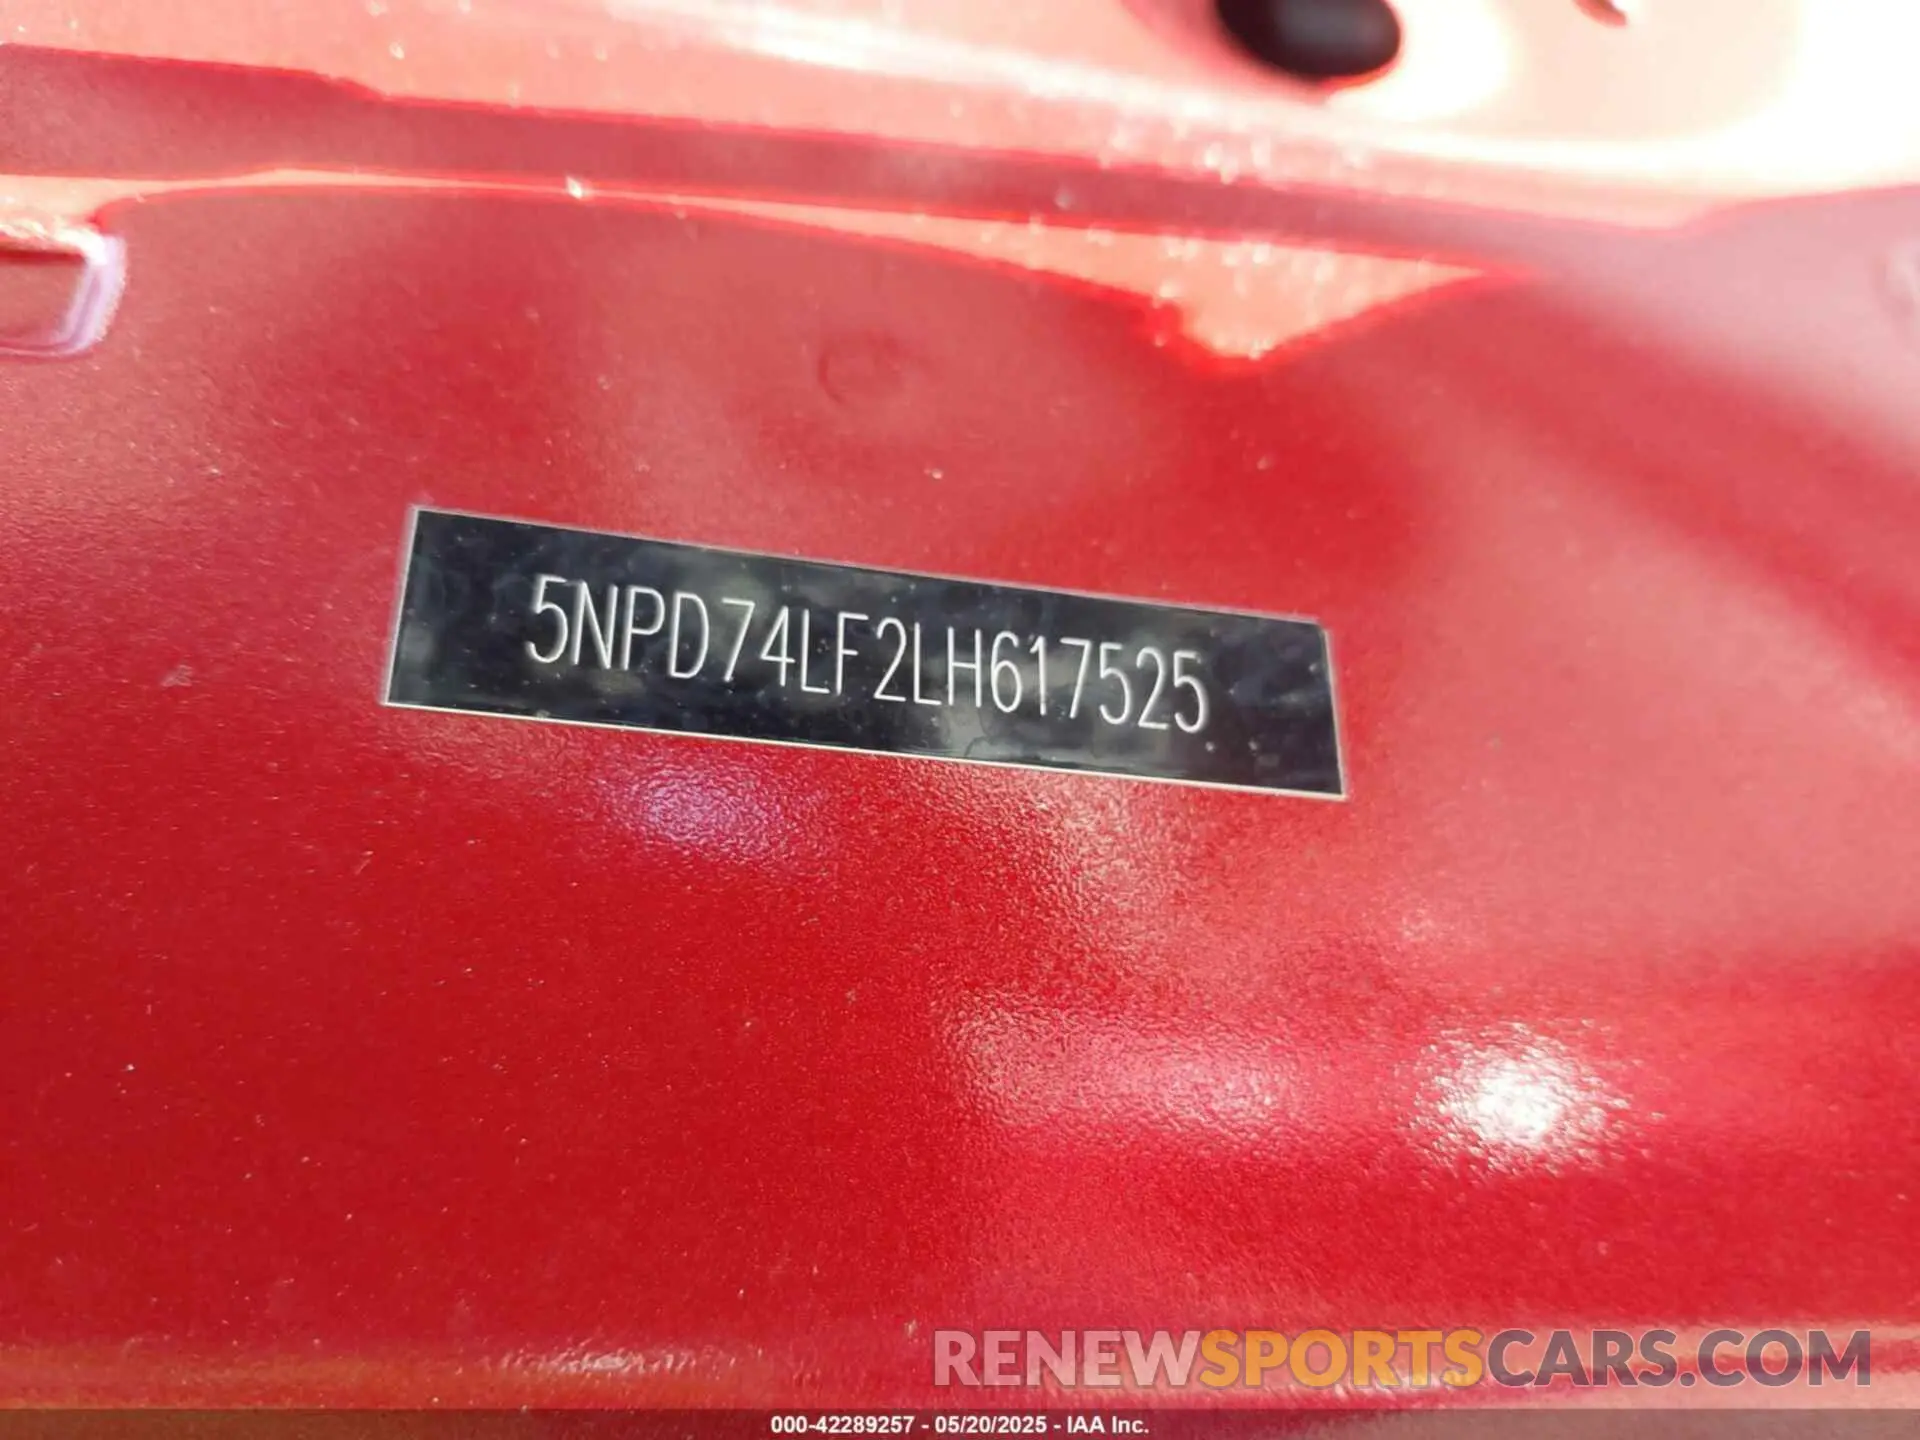 5NPD74LF2LH617525
RENEWSPORTSCARS.COM
000-42289257 - 05/20/2025 - IAA Inc.